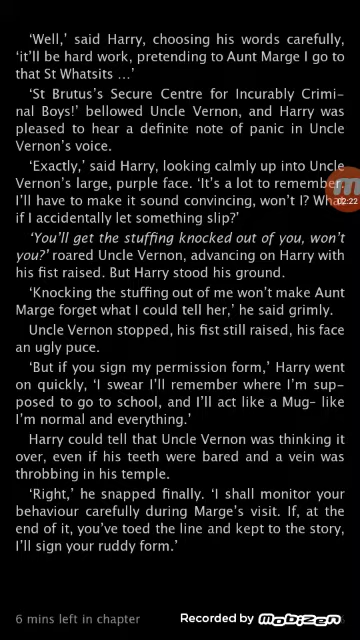 ‘Well,’ said Harry, choosing his words carefully,
‘it’ll be hard work, pretending to Aunt Marge I go to
that St Whatsits …’
‘St Brutus’s Secure Centre for Incurably Crimi-
nal Boys!’ bellowed Uncle Vernon, and Harry was
pleased to hear a definite note of panic in Uncle
Vernon’s voice.
‘Exactly,’ said Harry, looking calmly up into Uncle
Vernon’s large, purple face. ‘It’s a lot to remember.
I’ll have to make it sound convincing, won’t I?
if I accidentally let something slip?’
02:22
‘You’ll get the stuffing knocked out of you, won’t
you?’ roared Uncle Vernon, advancing on Harry with
his fist raised. But Harry stood his ground.
‘Knocking the stuffing out of me won’t make Aunt
Marge forget what I could tell her,’ he said grimly.
Uncle Vernon stopped, his fist still raised, his face
an ugly puce.
‘But if you sign my permission form,’ Harry went
on quickly, ‘I swear I’ll remember where I’m sup-
posed to go to school, and I’ll act like a Mug– like
I’m normal and everything.’
Harry could tell that Uncle Vernon was thinking it
over, even if his teeth were bared and a vein was
throbbing in his temple.
‘Right,’ he snapped finally. ‘I shall monitor your
behaviour carefully during Marge’s visit. If, at the
end of it, you’ve toed the line and kept to the story,
I’ll sign your ruddy form.’
6 mins left in chapter
Recorded by Mobizen